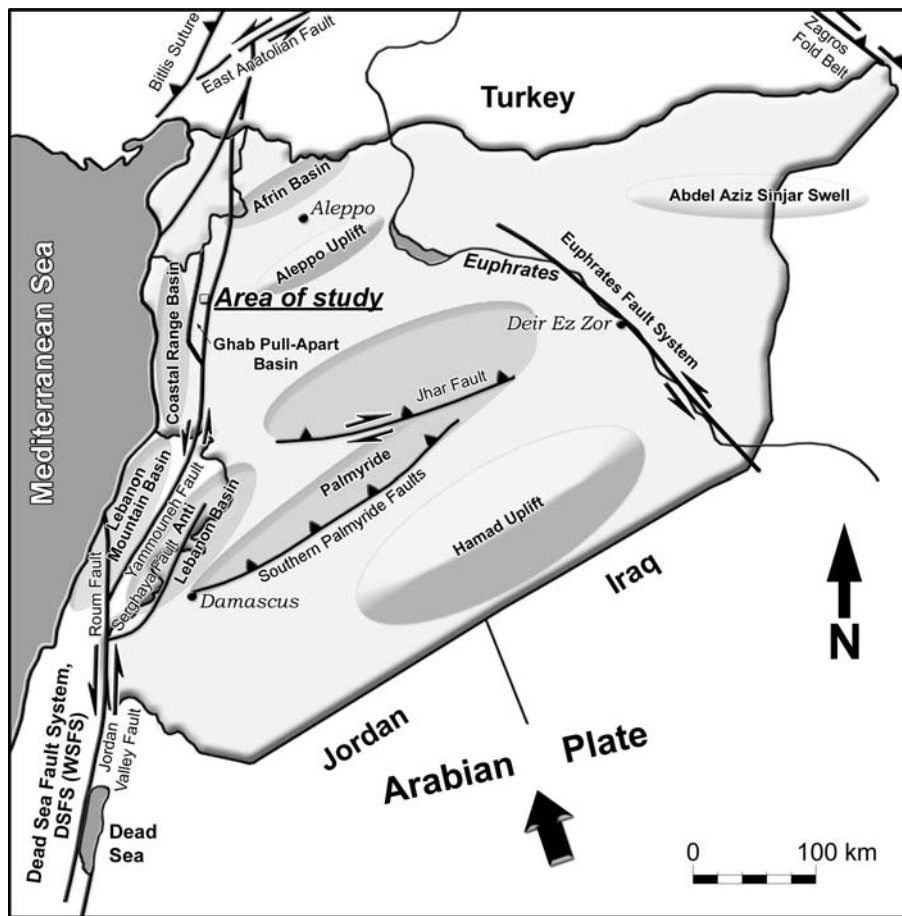 Bitlis Suture
East Anatolian Fault
Zagros
Fold Belt
Turkey
Afrin Basin
Aleppo
Abdel Aziz Sinjar Swell
Aleppo Uplift
Mediterranean Sea
Euphrates
Euphrates Fault System
Area of study
Coastal Range Basin
Deir Ez Zor
Ghab Pull-Apart
Basin
Jhar Fault
Lebanon
Mountain Basin
Yammouneh Fault
Palmyride
Anti
Lebanon Basin
Serghaya Fault
Southern Palmyride Faults
Hamad Uplift
Roum Fault
Damascus
Iraq
N
Jordan
Dead Sea Fault System,
DSFS (WSFS)
Jordan
Valley Fault
Arabian Plate
Dead
Sea
0 100 km